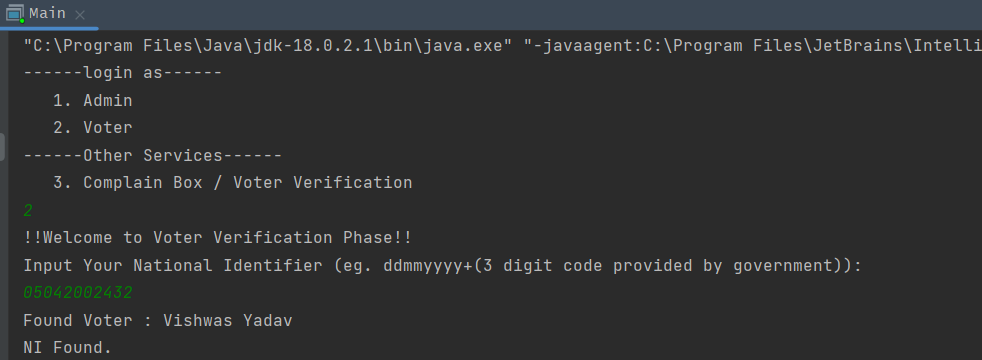 Main
"C:\Program Files\Java\jdk-18.0.2.1\bin\java.exe" "-javaagent:C:\Program Files\JetBrains\Intelli
------login as------
1. Admin
2. Voter
------Other Services------
3. Complain Box / Voter Verification
2
!!Welcome to Voter Verification Phase!!
Input Your National Identifier (eg. ddmmyyyy+(3 digit code provided by government)):
05042002432
Found Voter : Vishwas Yadav
NI Found.